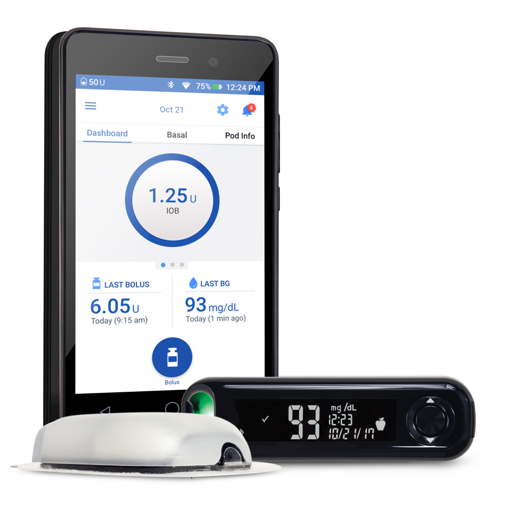 50 U 75% 12:24 PM
Oct 21 4
Dashboard Basal Pod Info
1.25 U
IOB
LAST BOLUS LAST BG
6.05 U 93 mg/dL
Today (9:15 am) Today (1 min ago)
Bolus
93 mg/dL
12:23
10/21/17